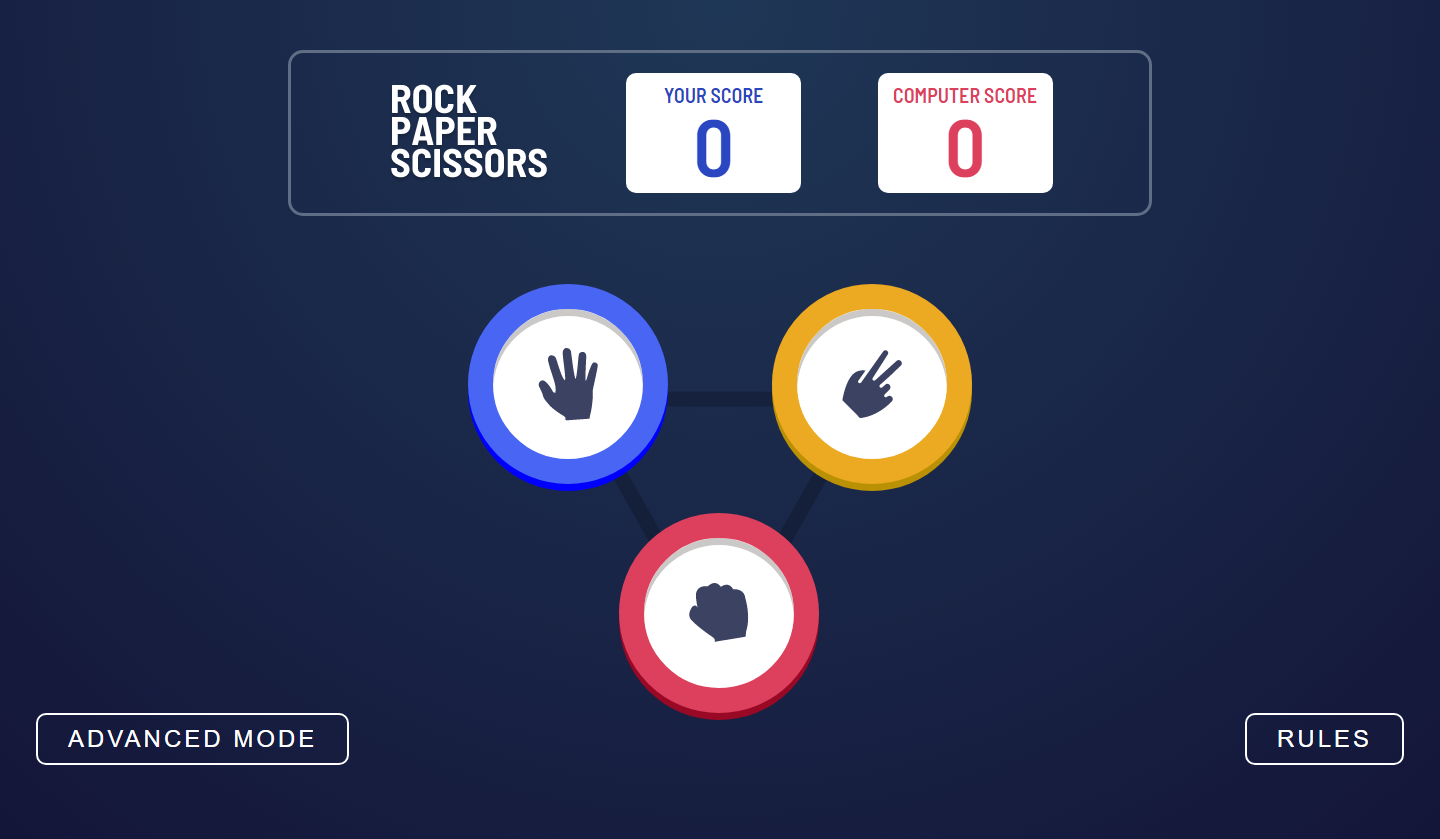 ROCK
PAPER
SCISSORS
YOUR SCORE
0
COMPUTER SCORE
0
ADVANCED MODE
RULES